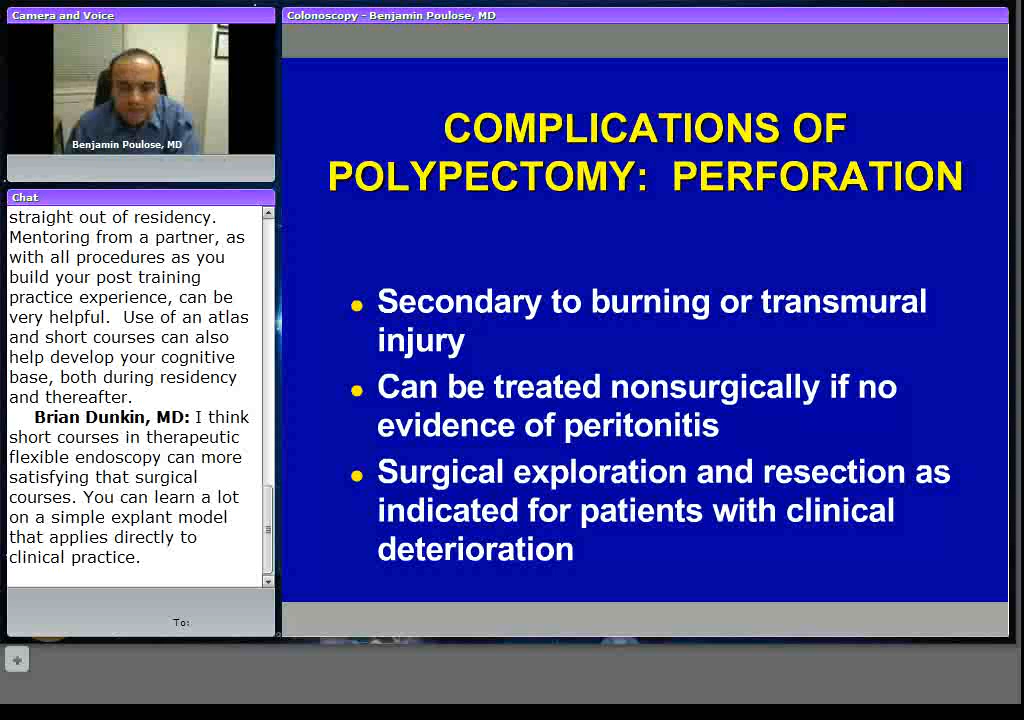 Camera and Voice
Benjamin Poulose, MD
Chat
straight out of residency.
Mentoring from a partner, as
with all procedures as you
build your post training
practice experience, can be
very helpful.  Use of an atlas
and short courses can also
help develop your cognitive
base, both during residency
and thereafter.
Brian Dunkin, MD: I think
short courses in therapeutic
flexible endoscopy can more
satisfying that surgical
courses. You can learn a lot
on a simple explant model
that applies directly to
clinical practice.
To:
Colonoscopy - Benjamin Poulose, MD
COMPLICATIONS OF
POLYPECTOMY:  PERFORATION
• Secondary to burning or transmural
injury
• Can be treated nonsurgically if no
evidence of peritonitis
• Surgical exploration and resection as
indicated for patients with clinical
deterioration